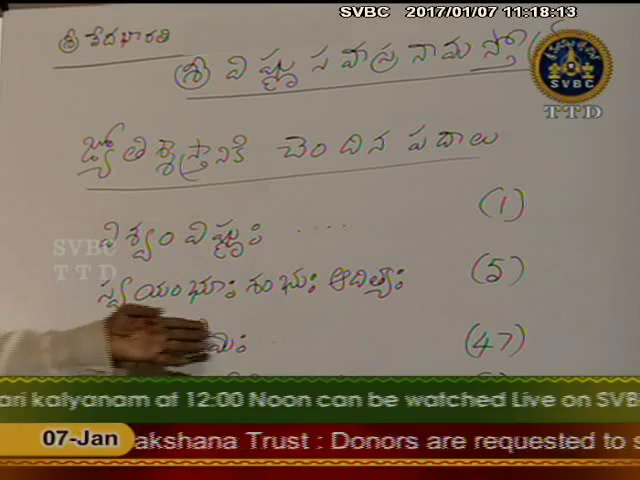 SVBC 2017/01/07 11:18:13
శ్రీ వేదభారతి
శ్రీ విష్ణు సహస్ర నామ స్తో
SVBC
TTD
జ్యోతిశ్శాస్త్రానికి చెందిన పదాలు
విశ్వం విష్ణుః .... (1)
SVBC
TTD
స్వయంభూః శంభుః ఆదిత్యః (5)
మిః (47)
ari kalyanam at 12:00 Noon can be watched Live on SVB
07-Jan akshana Trust : Donors are requested to s